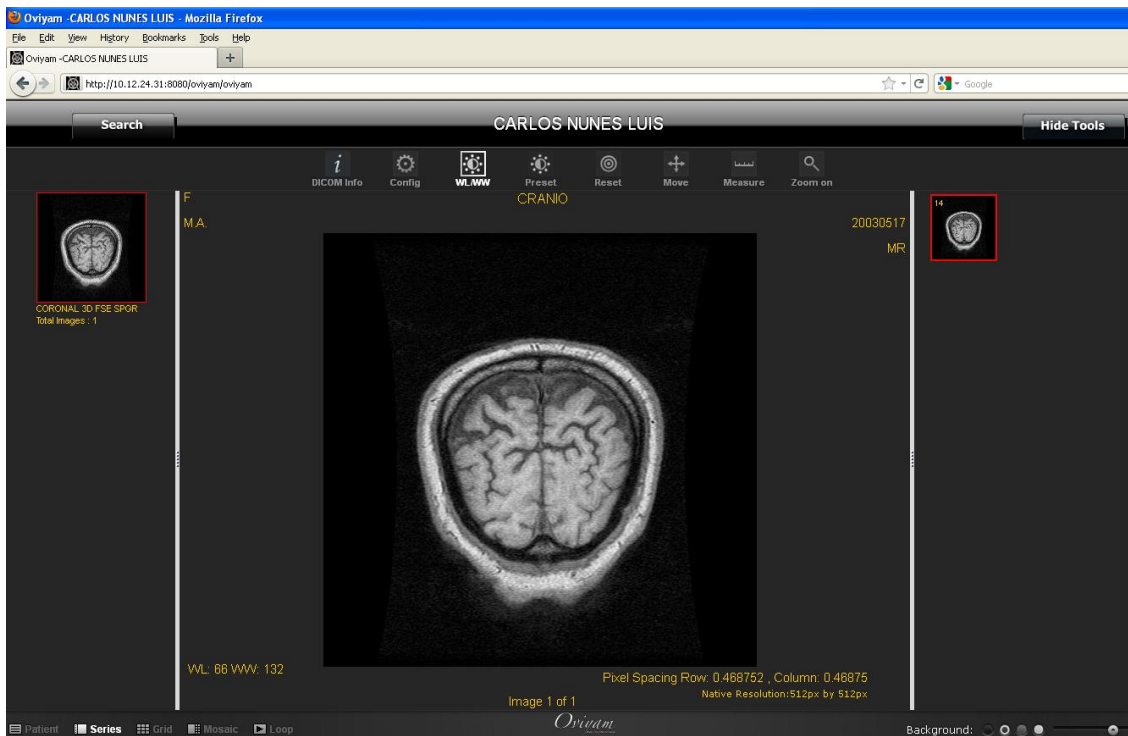 Oviyam -CARLOS NUNES LUIS - Mozilla Firefox
File Edit View History Bookmarks Tools Help
Oviyam -CARLOS NUNES LUIS +
http://10.12.24.31:8080/oviyam/oviyam Google
Search CARLOS NUNES LUIS Hide Tools
DICOM Info Config WL/WW Preset Reset Move Measure Zoom on
F CRANIO 14
M.A. 20030517
MR
CORONAL 3D FSE SPGR
Total Images : 1
WL: 66 WW: 132
Pixel Spacing Row: 0.468752 , Column: 0.46875
Native Resolution:512px by 512px
Image 1 of 1
Patient Series Grid Mosaic Loop Oviyam Background: